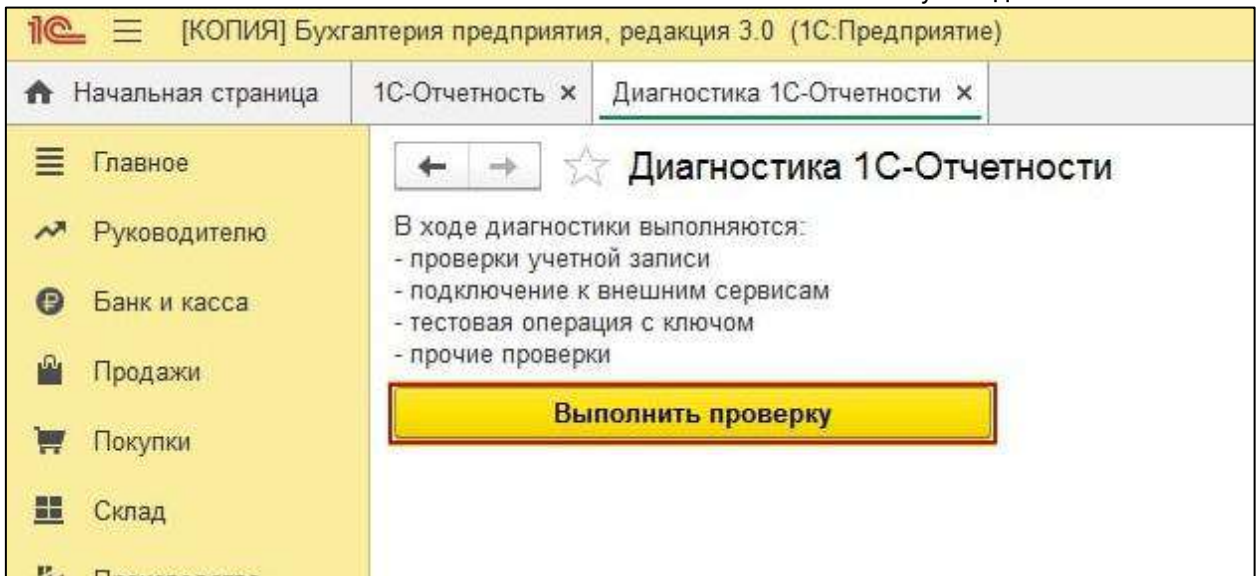 1С [КОПИЯ] Бухгалтерия предприятия, редакция 3.0 (1С:Предприятие)
Начальная страница 1С-Отчетность × Диагностика 1С-Отчетности ×
Главное
Руководителю
Банк и касса
Продажи
Покупки
Склад
Диагностика 1С-Отчетности
В ходе диагностики выполняются:
- проверки учетной записи
- подключение к внешним сервисам
- тестовая операция с ключом
- прочие проверки
Выполнить проверку